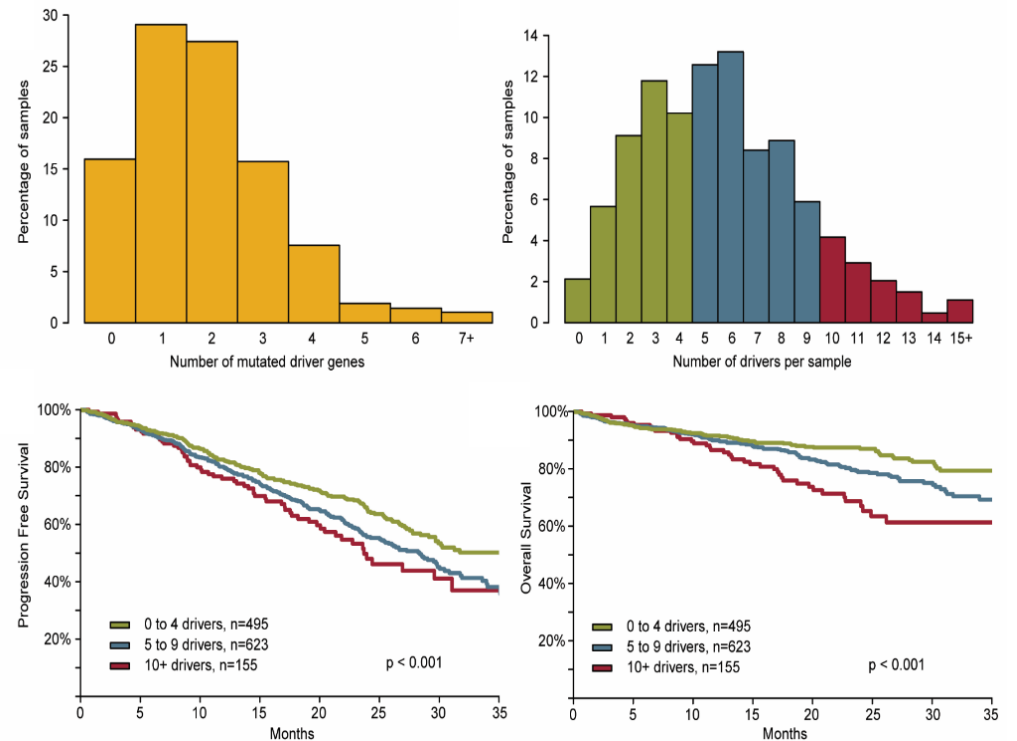 Percentage of samples
30
25
20
15
10
5
0
0 1 2 3 4 5 6 7+
Number of mutated driver genes
Percentage of samples
14
12
10
8
6
4
2
0
0 1 2 3 4 5 6 7 8 9 10 11 12 13 14 15+
Number of drivers per sample
Progression Free Survival
100%
80%
60%
40%
20%
0 to 4 drivers, n=495
5 to 9 drivers, n=623
10+ drivers, n=155
p < 0.001
0 5 10 15 20 25 30 35
Months
Overall Survival
100%
80%
60%
40%
20%
0 to 4 drivers, n=495
5 to 9 drivers, n=623
10+ drivers, n=155
p < 0.001
0 5 10 15 20 25 30 35
Months